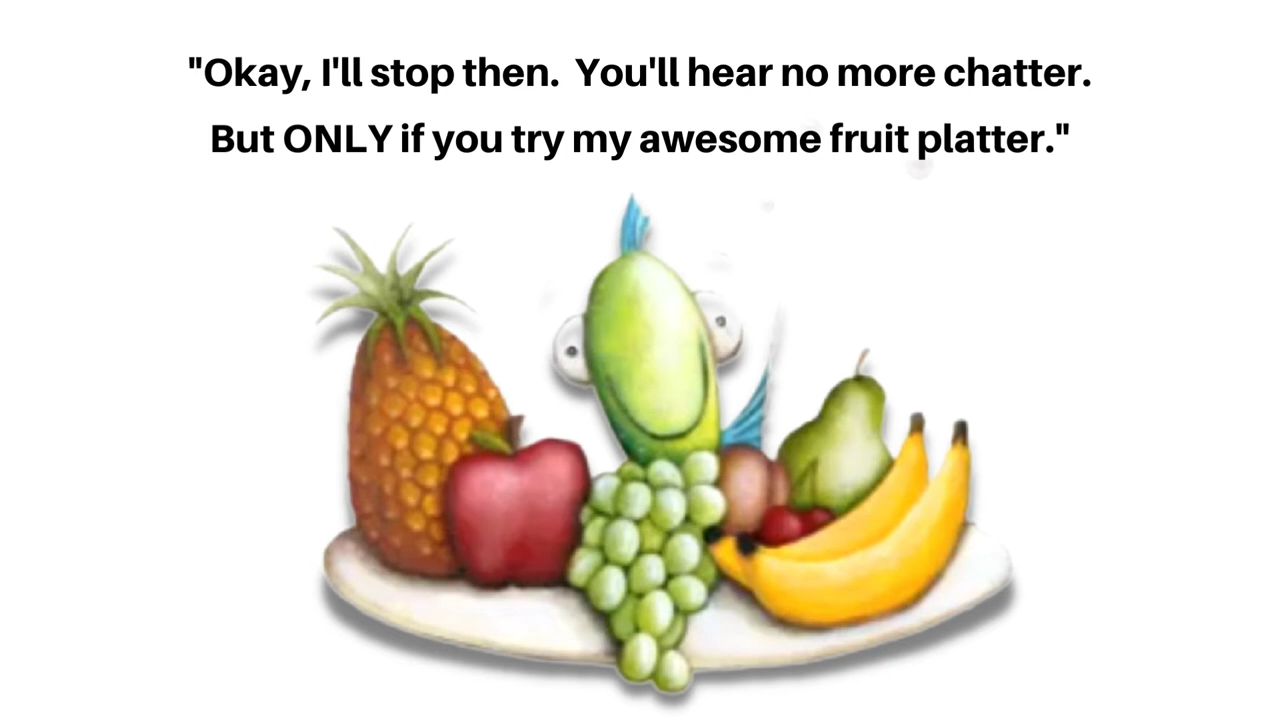 "Okay, I'll stop then.  You'll hear no more chatter.
But ONLY if you try my awesome fruit platter."